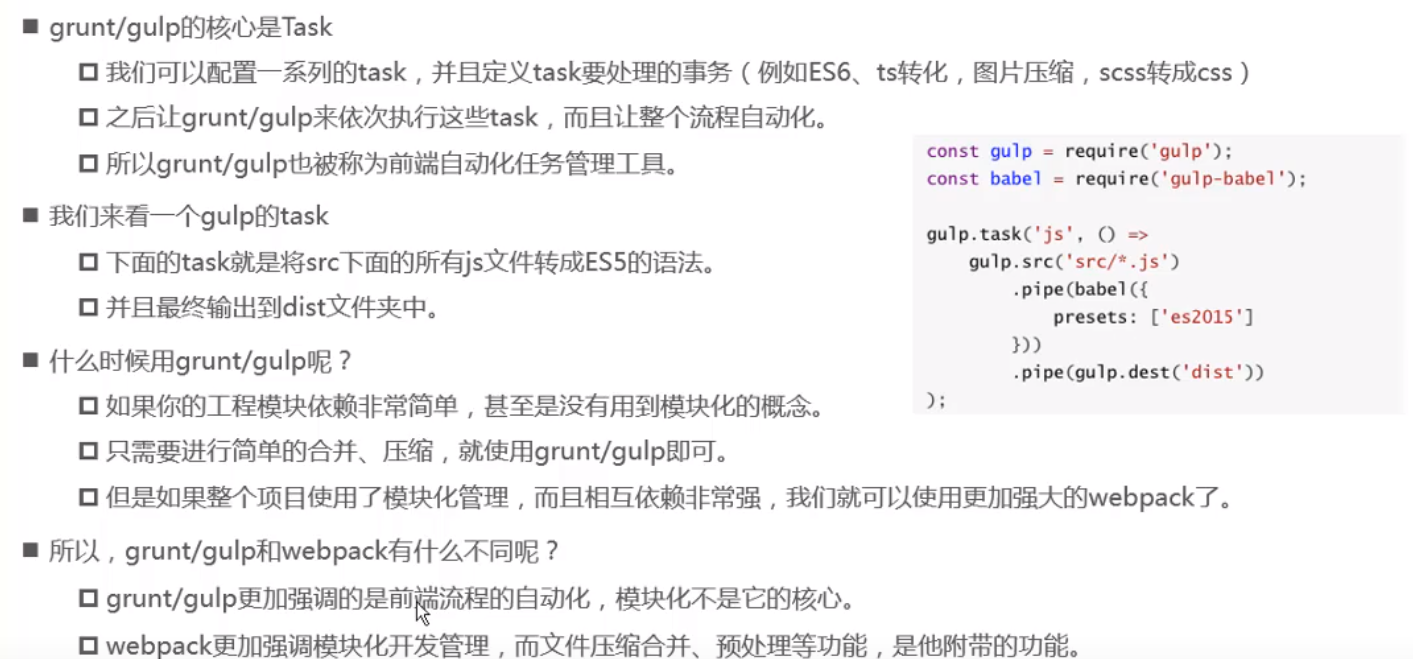 grunt/gulp的核心是Task
我们可以配置一系列的task，并且定义task要处理的事务（例如ES6、ts转化，图片压缩，scss转成css）
之后让grunt/gulp来依次执行这些task，而且让整个流程自动化。
所以grunt/gulp也被称为前端自动化任务管理工具。
我们来看一个gulp的task
下面的task就是将src下面的所有js文件转成ES5的语法。
并且最终输出到dist文件夹中。
什么时候用grunt/gulp呢？
如果你的工程模块依赖非常简单，甚至是没有用到模块化的概念。
只需要进行简单的合并、压缩，就使用grunt/gulp即可。
但是如果整个项目使用了模块化管理，而且相互依赖非常强，我们就可以使用更加强大的webpack了。
所以，grunt/gulp和webpack有什么不同呢？
grunt/gulp更加强调的是前端流程的自动化，模块化不是它的核心。
webpack更加强调模块化开发管理，而文件压缩合并、预处理等功能，是他附带的功能。
const gulp = require('gulp');
const babel = require('gulp-babel');
gulp.task('js', () =>
gulp.src('src/*.js')
.pipe(babel({
presets: ['es2015']
}))
.pipe(gulp.dest('dist'))
);